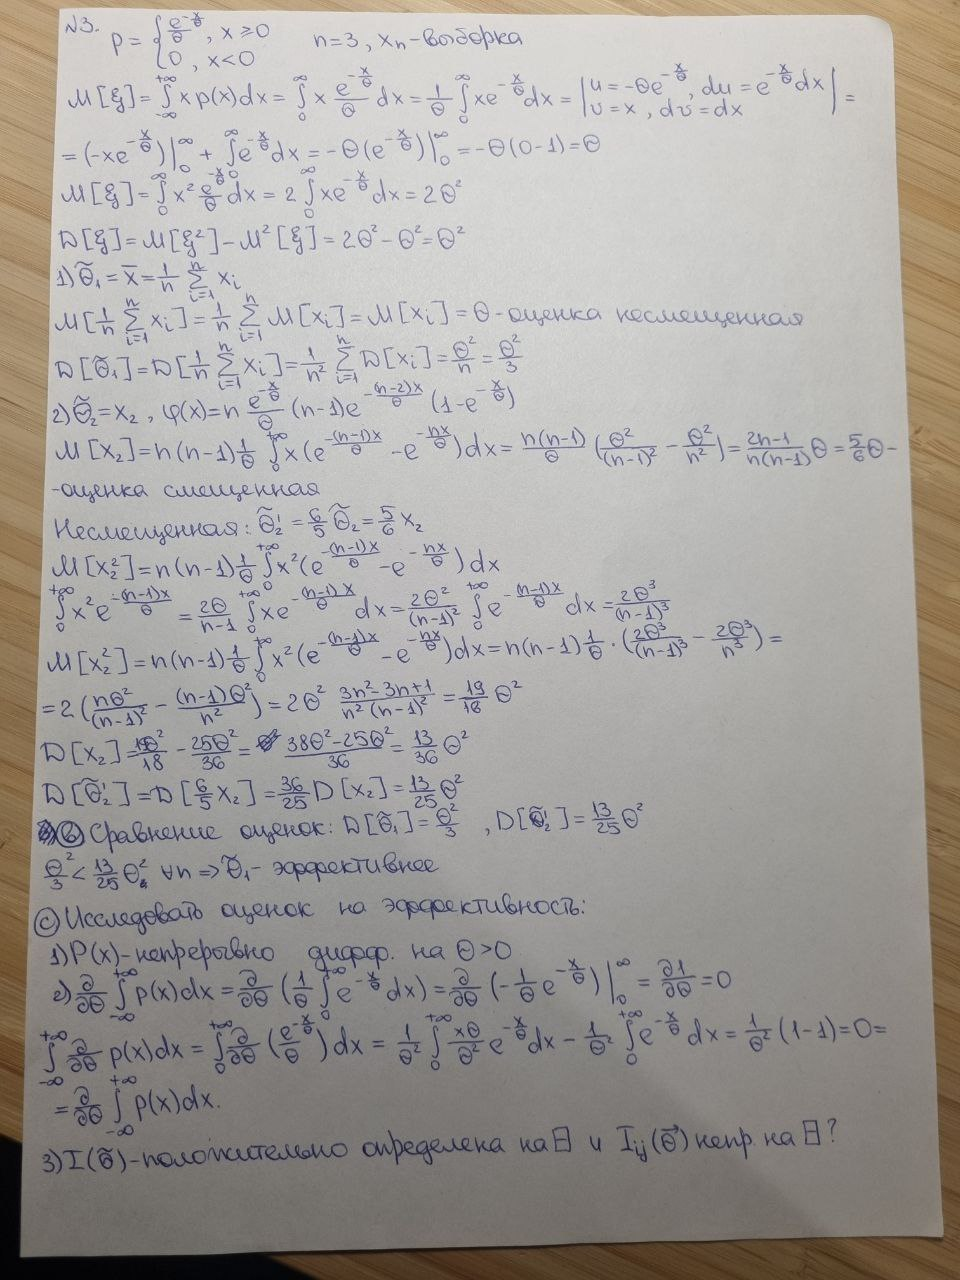 №3. p = { e^{-x/θ}/θ , x ≥ 0 ; 0 , x < 0   n=3 , x_n - выборка
M[ξ] = ∫_{-∞}^{+∞} x p(x)dx = ∫_0^∞ x e^{-x/θ}/θ dx = 1/θ ∫_0^∞ xe^{-x/θ}dx = | u = -θe^{-x/θ}, du = e^{-x/θ}dx ; v = x , dv = dx | =
= (-xe^{-x/θ})|_0^∞ + ∫_0^∞ e^{-x/θ}dx = -θ(e^{-x/θ})|_0^∞ = -θ(0-1) = θ
M[ξ] = ∫_0^∞ x² e^{-x/θ}/θ dx = 2 ∫_0^∞ xe^{-x/θ}dx = 2θ²
D[ξ] = M[ξ²] - M²[ξ] = 2θ² - θ² = θ²
1) θ̃₁ = x̄ = 1/n Σ_{i=1}^n x_i
M[1/n Σ_{i=1}^n x_i] = 1/n Σ_{i=1}^n M[x_i] = M[x_i] = θ - оценка несмещенная
D[θ̃₁] = D[1/n Σ_{i=1}^n x_i] = 1/n² Σ_{i=1}^n D[x_i] = θ²/n = θ²/3
2) θ̃₂ = x₂ , φ(x) = n e^{-x/θ}/θ (n-1)e^{-(n-2)x/θ} (1-e^{-x/θ})
M[x₂] = n(n-1) 1/θ ∫_0^{+∞} x(e^{-(n-1)x/θ} - e^{-nx/θ})dx = n(n-1)/θ (θ²/(n-1)² - θ²/n²) = (2n-1)/(n(n-1)) θ = 5/6 θ -
- оценка смещенная
Несмещенная: θ̃₂' = 6/5 θ̃₂ = 5/6 x₂
M[x₂²] = n(n-1) 1/θ ∫_0^{+∞} x²(e^{-(n-1)x/θ} - e^{-nx/θ})dx
∫_0^{+∞} x²e^{-(n-1)x/θ} = 2θ/(n-1) ∫_0^{+∞} xe^{-(n-1)x/θ}dx = 2θ²/(n-1)² ∫_0^{+∞} e^{-(n-1)x/θ}dx = 2θ³/(n-1)³
M[x₂²] = n(n-1) 1/θ ∫_0^{+∞} x²(e^{-(n-1)x/θ} - e^{-nx/θ})dx = n(n-1) 1/θ · (2θ³/(n-1)³ - 2θ³/n³) =
= 2(nθ²/(n-1)² - (n-1)θ²/n²) = 2θ² (3n²-3n+1)/(n²(n-1)²) = 19/18 θ²
D[x₂] = 19θ²/18 - 25θ²/36 = (38θ²-25θ²)/36 = 13/36 θ²
D[θ̃₂'] = D[6/5 x₂] = 36/25 D[x₂] = 13/25 θ²
b) Сравнение оценок: D[θ̃₁] = θ²/3 , D[θ̃₂'] = 13/25 θ²
θ²/3 < 13/25 θ², ∀n => θ̃₁ - эффективнее
c) Исследовать оценок на эффективность:
1) P(x) - непрерывно дифф. на θ > 0
2) ∂/∂θ ∫_{-∞}^{+∞} p(x)dx = ∂/∂θ (1/θ ∫_0^{+∞} e^{-x/θ}dx) = ∂/∂θ (-1/θ e^{-x/θ})|_0^∞ = ∂1/∂θ = 0
∫_{-∞}^{+∞} ∂/∂θ p(x)dx = ∫_0^{+∞} ∂/∂θ (e^{-x/θ}/θ)dx = 1/θ² ∫_0^{+∞} xθ/θ² e^{-x/θ}dx - 1/θ² ∫_0^{+∞} e^{-x/θ}dx = 1/θ² (1-1) = 0 =
= ∂/∂θ ∫_{-∞}^{+∞} p(x)dx.
3) I(θ̃) - положительно определена на 日 и I_{ij}(θ⃗) непр. на 日?